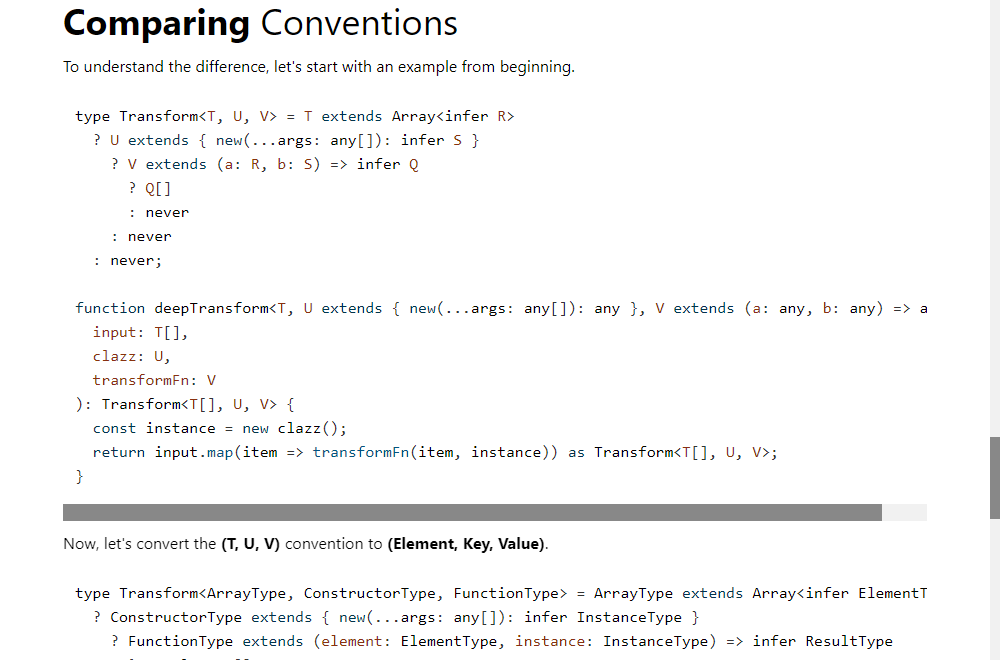 Comparing Conventions
To understand the difference, let's start with an example from beginning.
type Transform<T, U, V> = T extends Array<infer R>
? U extends { new(...args: any[]): infer S }
? V extends (a: R, b: S) => infer Q
? Q[]
: never
: never
: never;
function deepTransform<T, U extends { new(...args: any[]): any }, V extends (a: any, b: any) => a
input: T[],
clazz: U,
transformFn: V
): Transform<T[], U, V> {
const instance = new clazz();
return input.map(item => transformFn(item, instance)) as Transform<T[], U, V>;
}
Now, let's convert the (T, U, V) convention to (Element, Key, Value).
type Transform<ArrayType, ConstructorType, FunctionType> = ArrayType extends Array<infer ElementT
? ConstructorType extends { new(...args: any[]): infer InstanceType }
? FunctionType extends (element: ElementType, instance: InstanceType) => infer ResultType